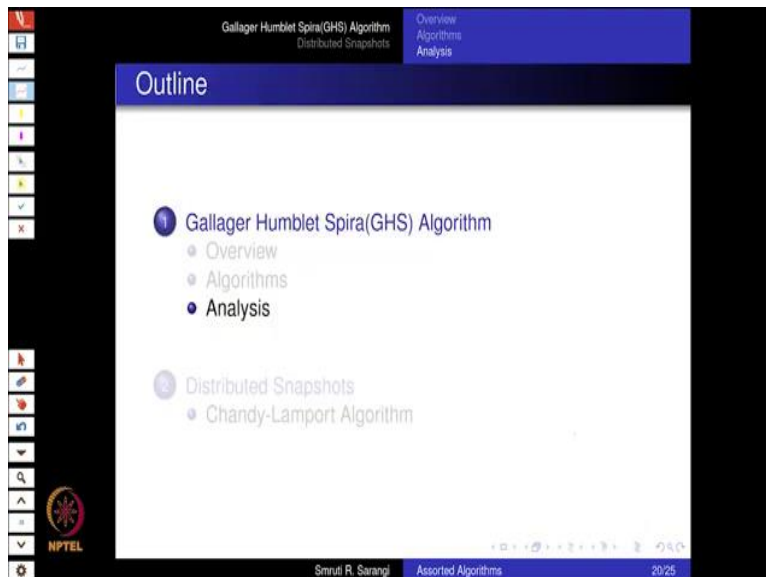 Gallager Humblet Spira(GHS) Algorithm
Distributed Snapshots
Overview
Algorithms
Analysis
Outline
1 Gallager Humblet Spira(GHS) Algorithm
Overview
Algorithms
Analysis
2 Distributed Snapshots
Chandy-Lamport Algorithm
NPTEL
Smruti R. Sarangi
Assorted Algorithms
20/25